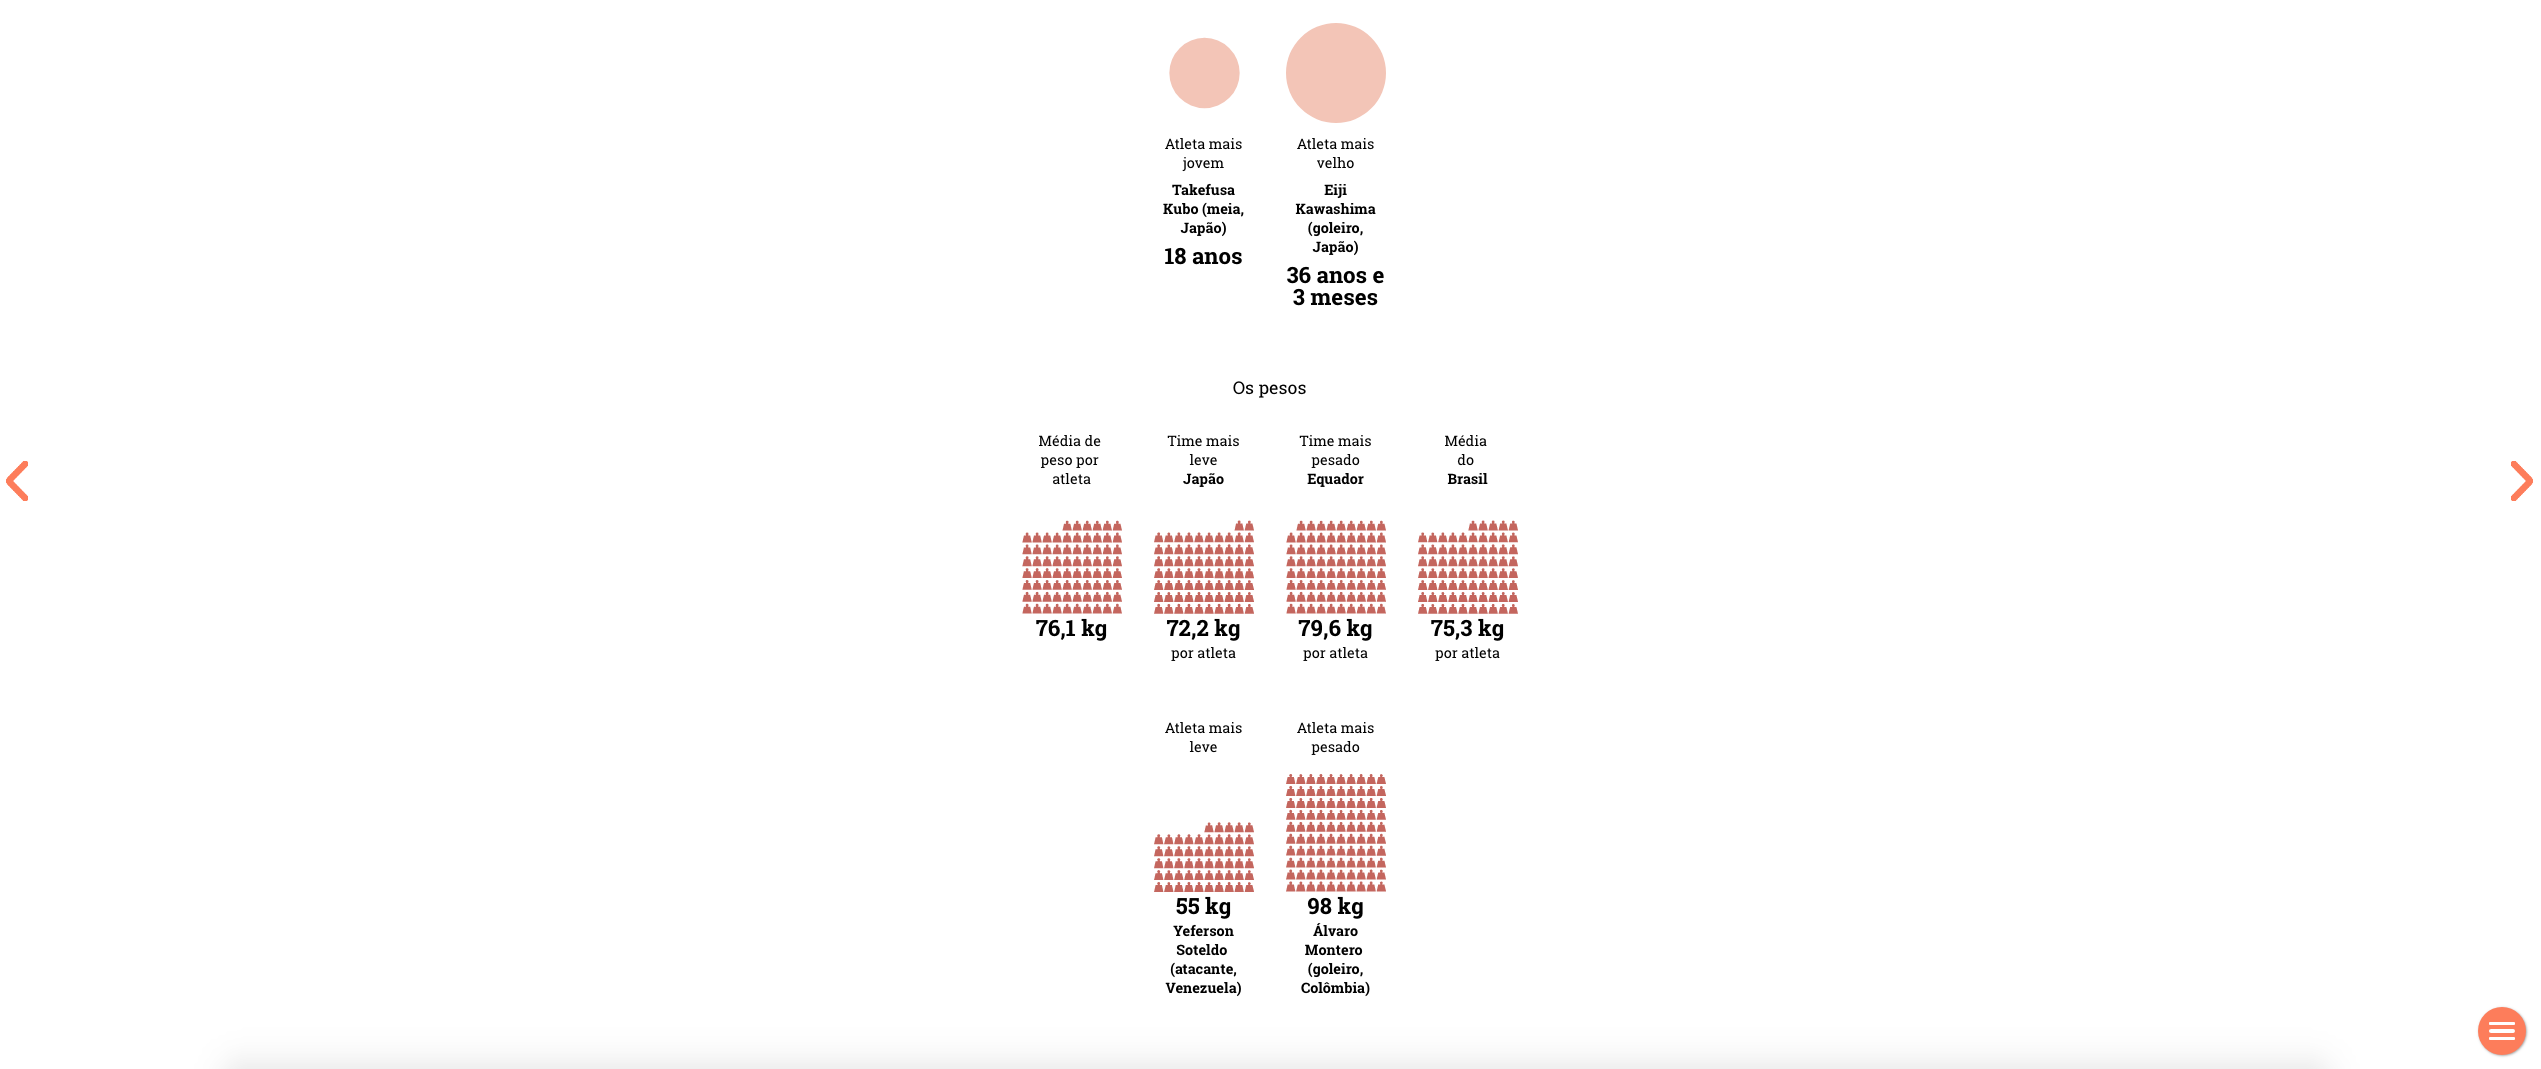 Atleta mais
jovem
Takefusa
Kubo (meia,
Japão)
18 anos
Atleta mais
velho
Eiji
Kawashima
(goleiro,
Japão)
36 anos e
3 meses
Os pesos
Média de
peso por
atleta
76,1 kg
Time mais
leve
Japão
72,2 kg
por atleta
Time mais
pesado
Equador
79,6 kg
por atleta
Média
do
Brasil
75,3 kg
por atleta
Atleta mais
leve
55 kg
Yeferson
Soteldo
(atacante,
Venezuela)
Atleta mais
pesado
98 kg
Álvaro
Montero
(goleiro,
Colômbia)